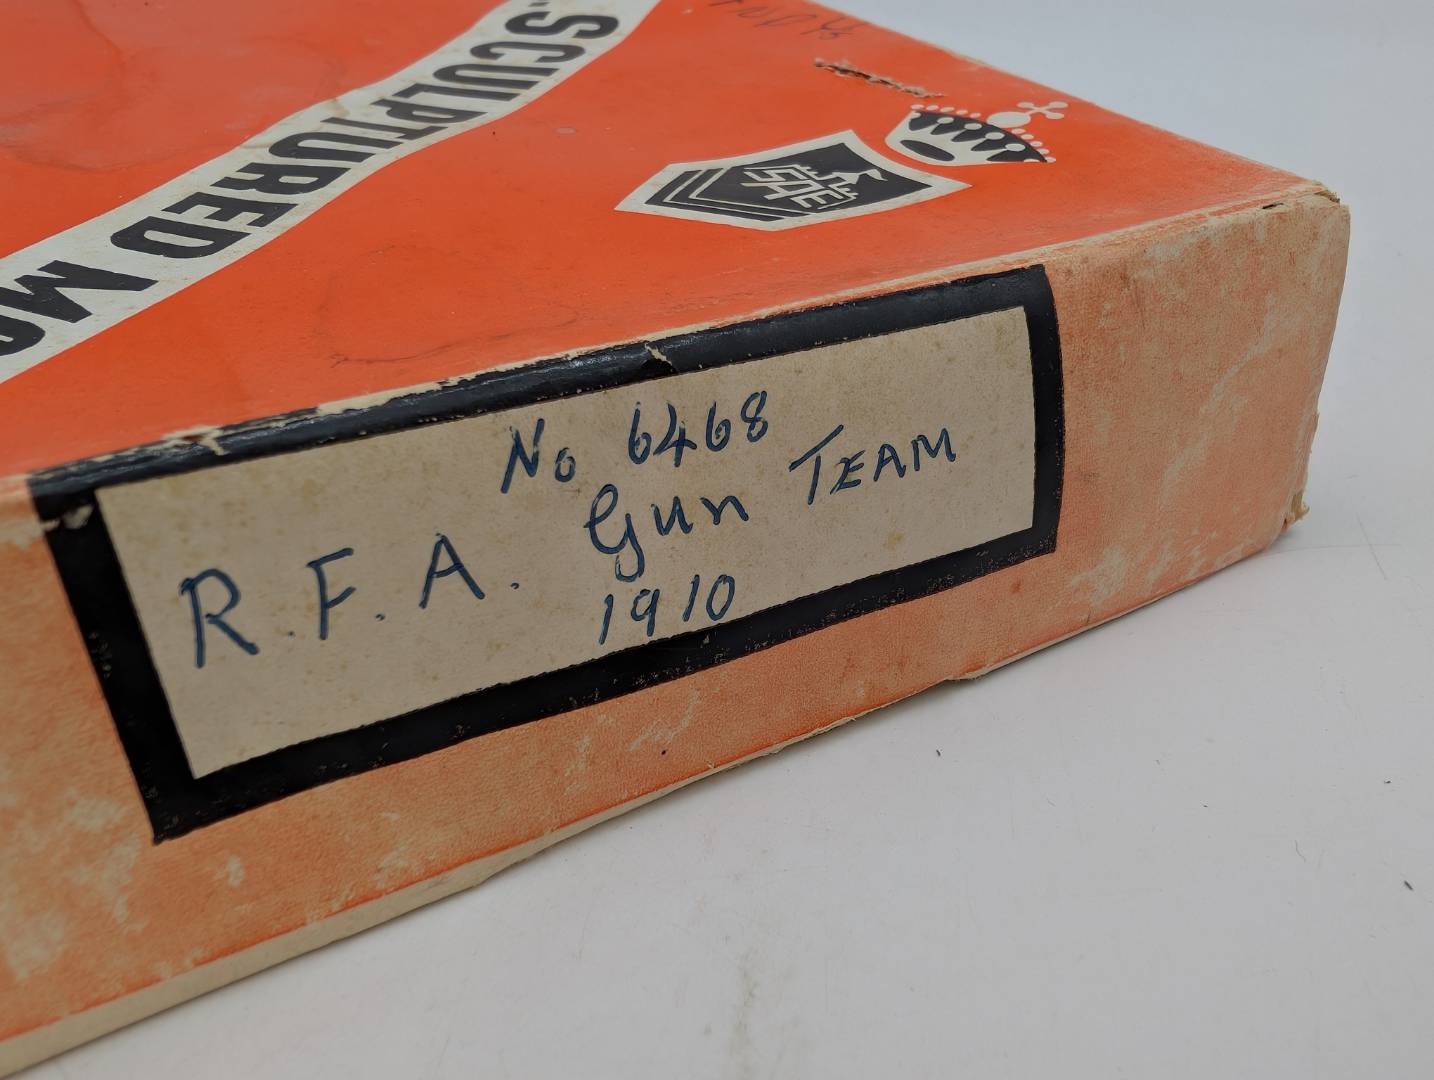 SCULPTURED
SAE
No 6468
R.F.A. Gun TEAM
1910